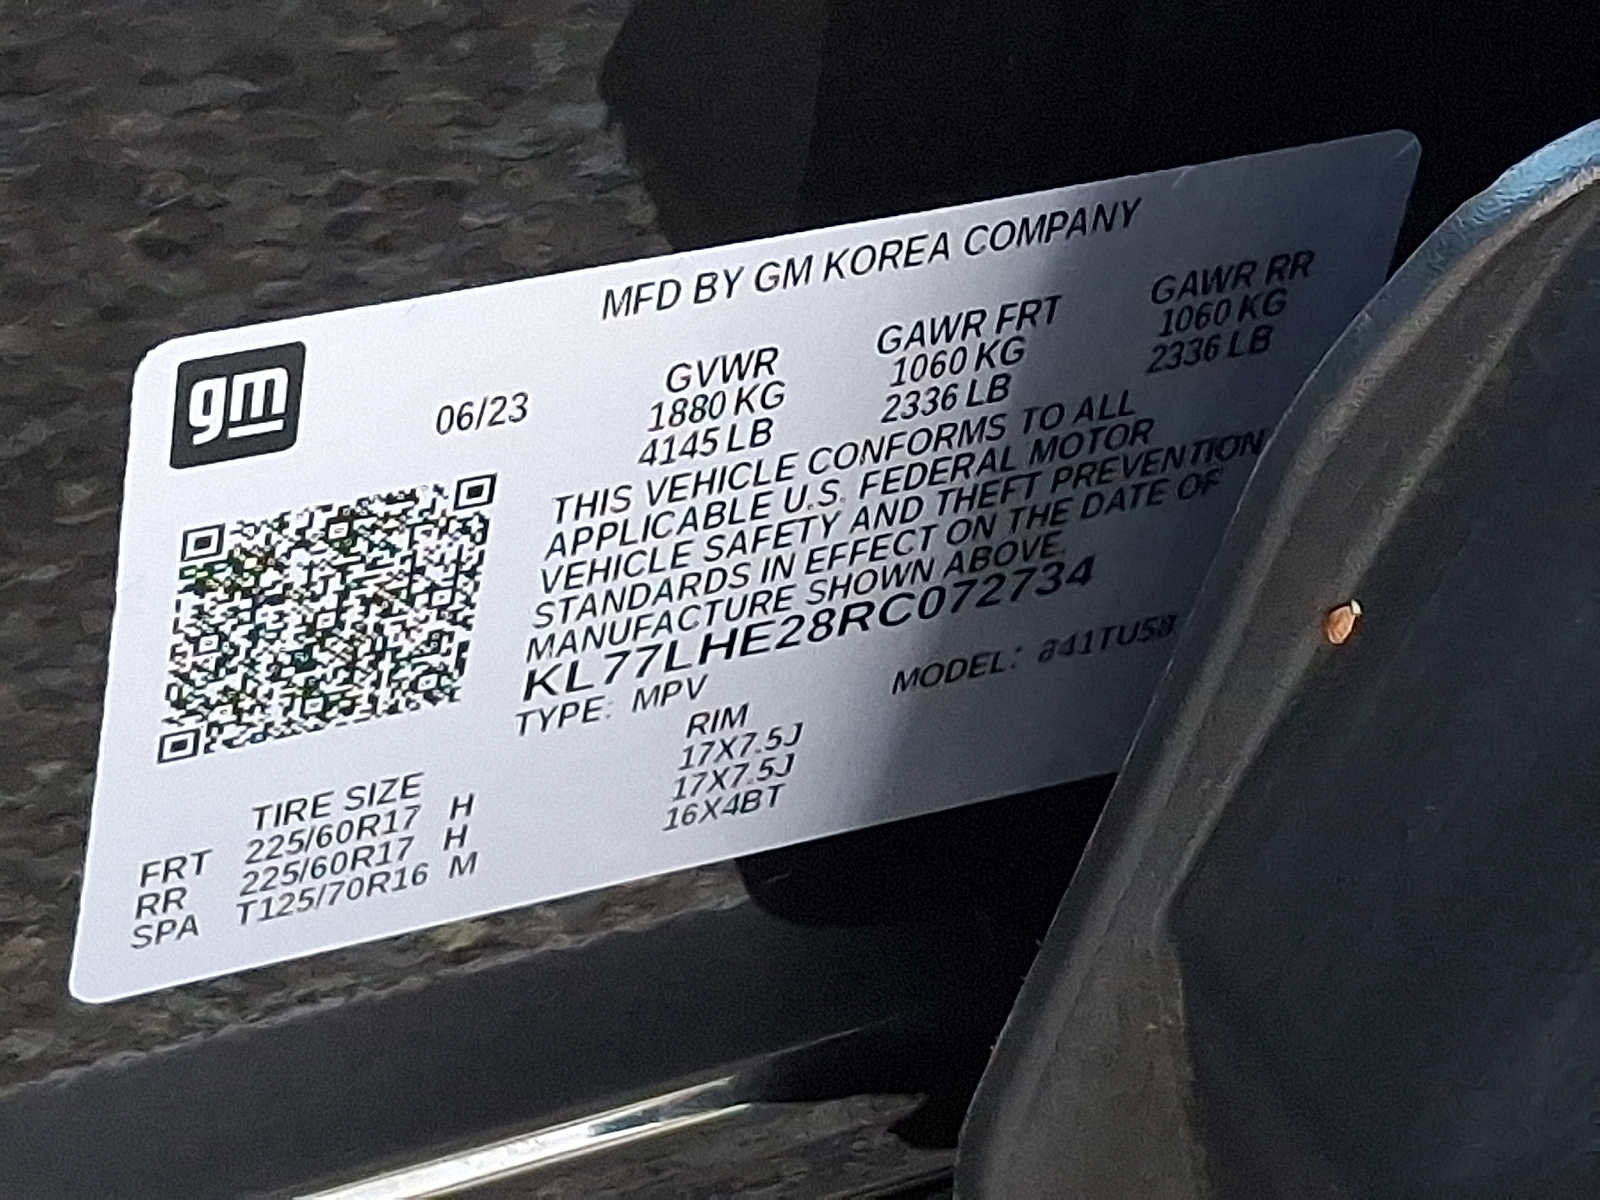 MFD BY GM KOREA COMPANY
gm
06/23
GVWR GAWR FRT GAWR RR
1880 KG 1060 KG 1060 KG
4145 LB 2336 LB 2336 LB
THIS VEHICLE CONFORMS TO ALL
APPLICABLE U.S. FEDERAL MOTOR
VEHICLE SAFETY AND THEFT PREVENTION
STANDARDS IN EFFECT ON THE DATE OF
MANUFACTURE SHOWN ABOVE.
KL77LHE28RC072734
TYPE: MPV MODEL:
TIRE SIZE RIM
FRT 225/60R17 H 17X7.5J
RR 225/60R17 H 17X7.5J
SPA T125/70R16 M 16X4BT